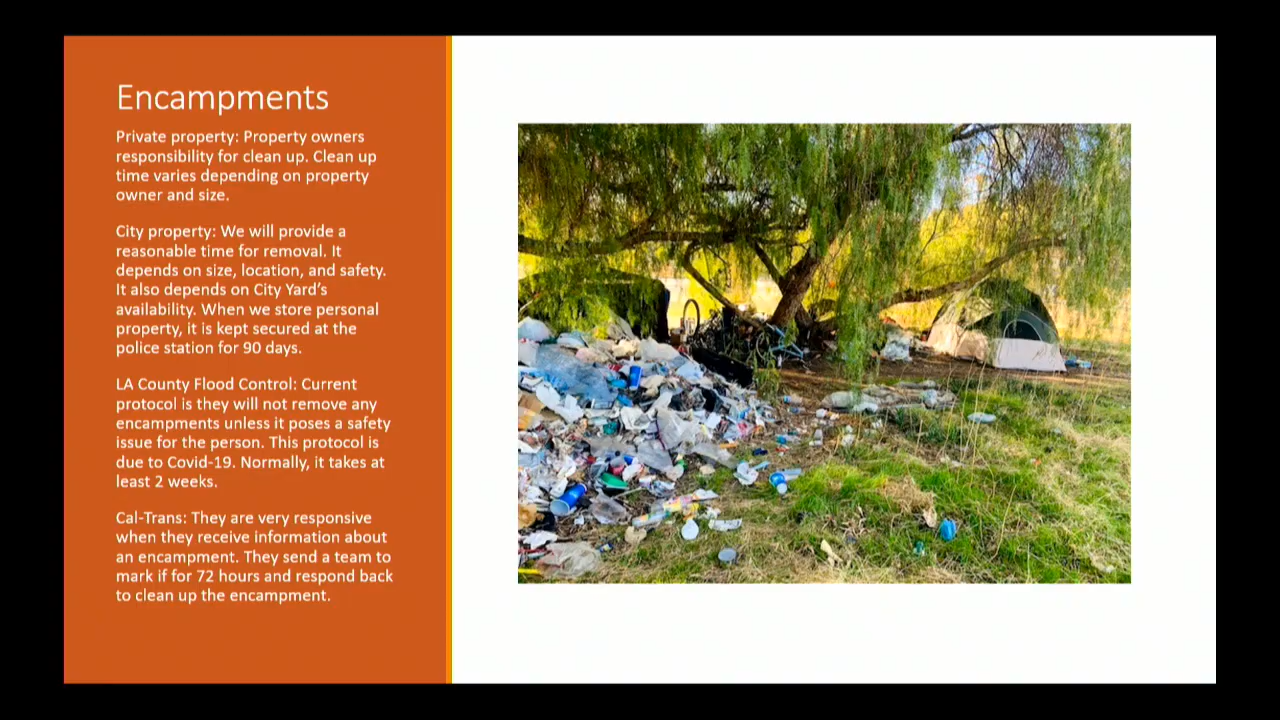 Encampments
Private property: Property owners
responsibility for clean up. Clean up
time varies depending on property
owner and size.
City property: We will provide a
reasonable time for removal. It
depends on size, location, and safety.
It also depends on City Yard's
availability. When we store personal
property, it is kept secured at the
police station for 90 days.
LA County Flood Control: Current
protocol is they will not remove any
encampments unless it poses a safety
issue for the person. This protocol is
due to Covid-19. Normally, it takes at
least 2 weeks.
Cal-Trans: They are very responsive
when they receive information about
an encampment. They send a team to
mark if for 72 hours and respond back
to clean up the encampment.